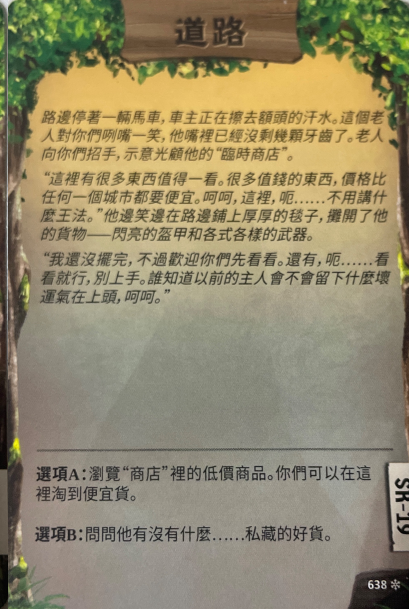 道路
路邊停著一輛馬車，車主正在擦去額頭的汗水。這個老
人對你們咧嘴一笑，他嘴裡已經沒剩幾顆牙齒了。老人
向你們招手，示意光顧他的“臨時商店”。
“這裡有很多東西值得一看。很多值錢的東西，價格比
任何一個城市都要便宜。呵呵，這裡，呃……不用講什
麼王法。”他邊笑邊在路邊鋪上厚厚的毯子，攤開了他
的貨物——閃亮的盔甲和各式各樣的武器。
“我還沒擺完，不過歡迎你們先看看。還有，呃……看
看就行，別上手。誰知道以前的主人會不會留下什麼壞
運氣在上頭，呵呵。”
選項A：瀏覽“商店”裡的低價商品。你們可以在這
裡淘到便宜貨。
選項B：問問他有沒有什麼……私藏的好貨。
SR-19
638